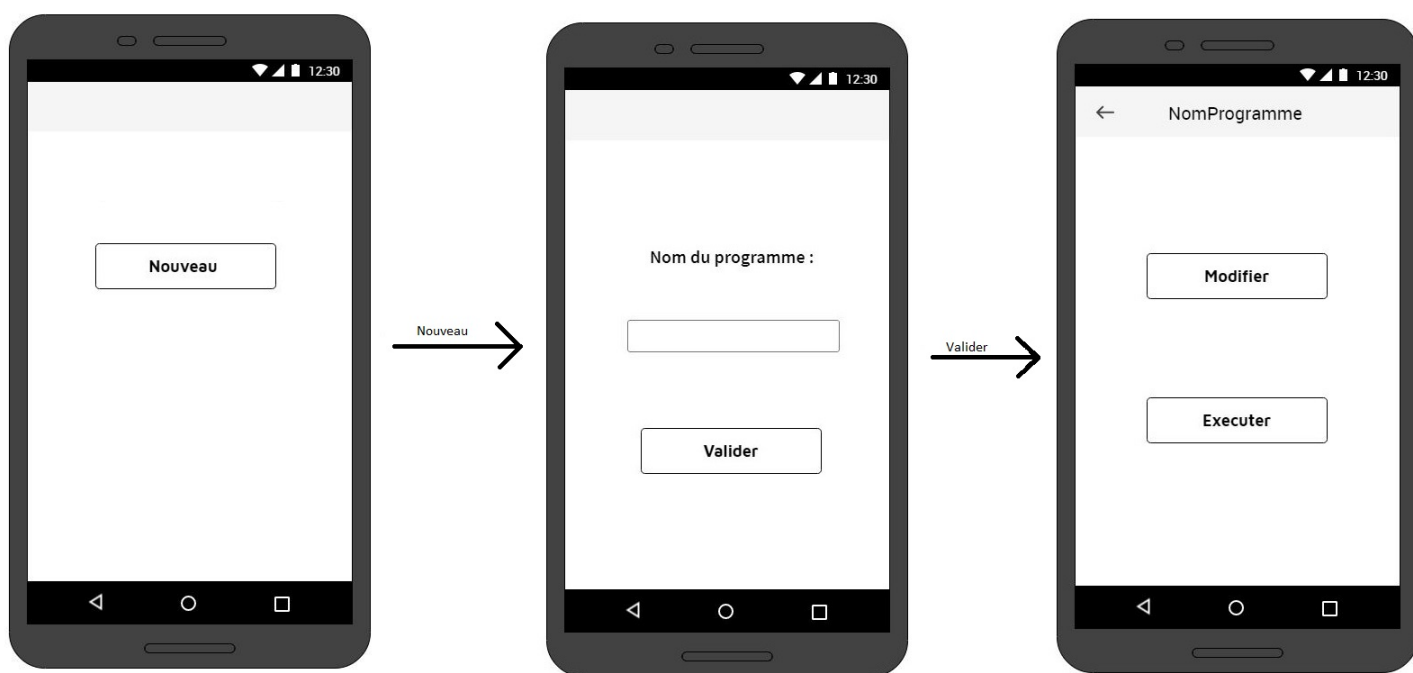 12:30
Nouveau
Nouveau
12:30
Nom du programme :
Valider
Valider
12:30
NomProgramme
Modifier
Executer